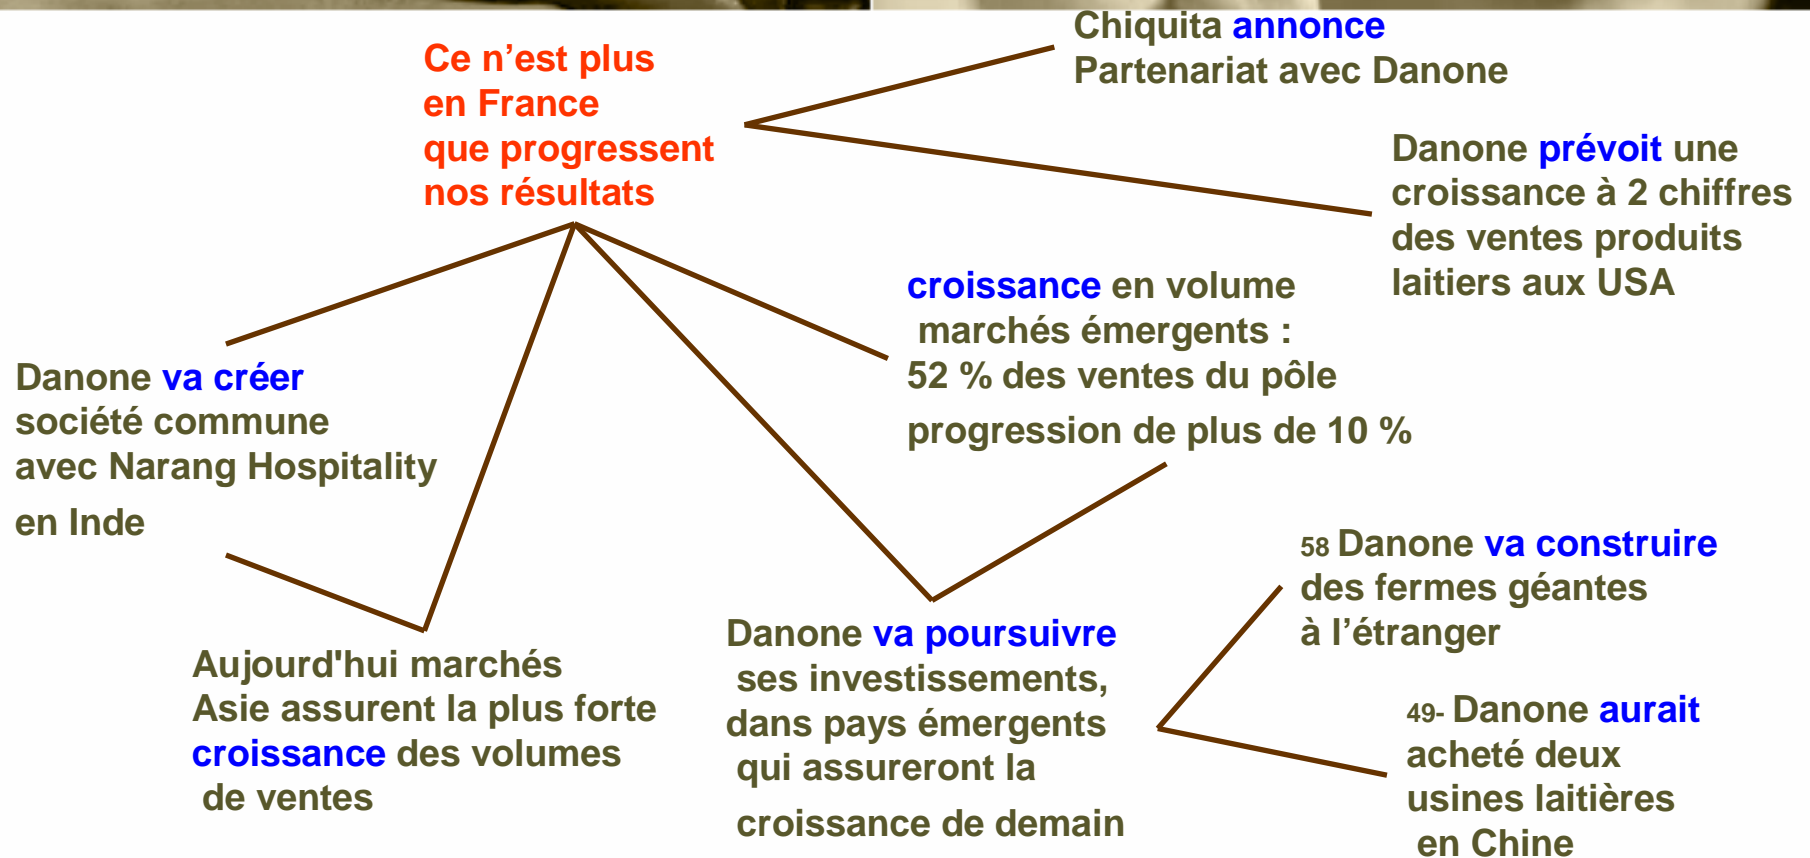 Ce n’est plus
en France
que progressent
nos résultats
Chiquita annonce
Partenariat avec Danone
Danone prévoit une
croissance à 2 chiffres
des ventes produits
laitiers aux USA
croissance en volume
marchés émergents :
52 % des ventes du pôle
progression de plus de 10 %
Danone va créer
société commune
avec Narang Hospitality
en Inde
Aujourd'hui marchés
Asie assurent la plus forte
croissance des volumes
de ventes
Danone va poursuivre
ses investissements,
dans pays émergents
qui assureront la
croissance de demain
58 Danone va construire
des fermes géantes
à l’étranger
49- Danone aurait
acheté deux
usines laitières
en Chine